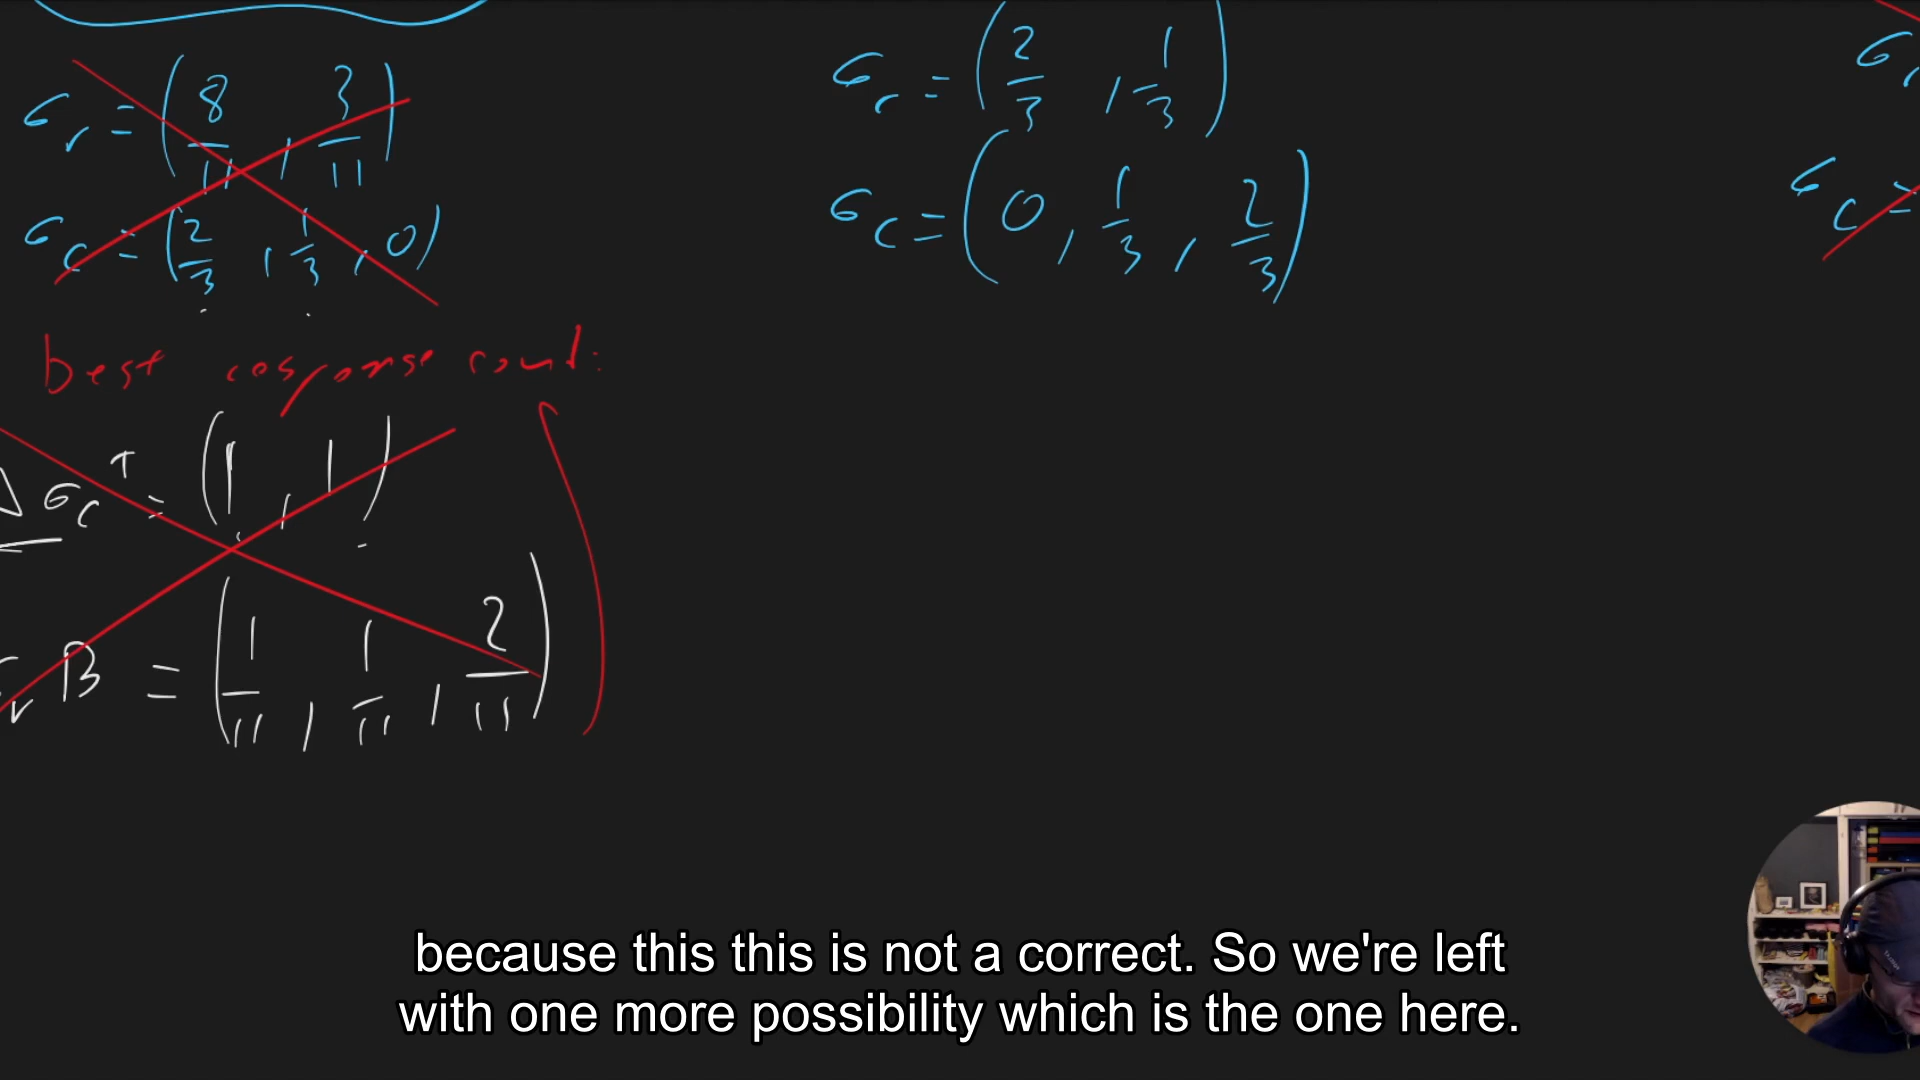 σr = (8/11, 3/11)
σc = (2/3, 1/3, 0)
best response cond:
σc^T = (1, 1)
r B = (1/11, 1/11, 2/11)
σr = (2/3, 1/3)
σc = (0, 1/3, 2/3)
σr
σc =
because this this is not a correct. So we're left
with one more possibility which is the one here.